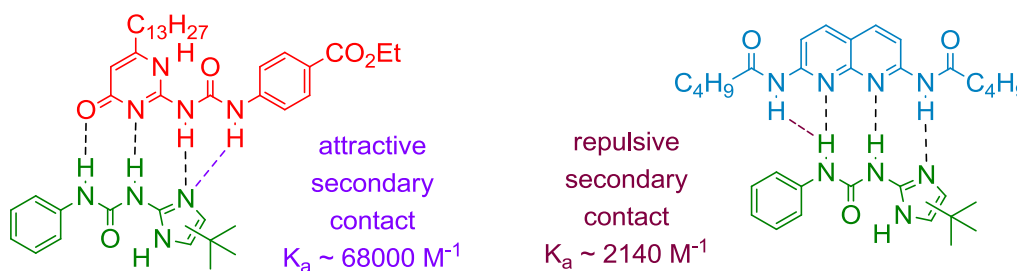 C13H27
H
N
CO2Et
O
O
N
N
N
H
H
attractive
secondary
contact
Ka ~ 68000 M-1
H
H
N
N
N
O
N
H
repulsive
secondary
contact
Ka ~ 2140 M-1
O
O
C4H9
N
N
N
N
C4H9
H
H
H
H
N
N
N
O
N
H